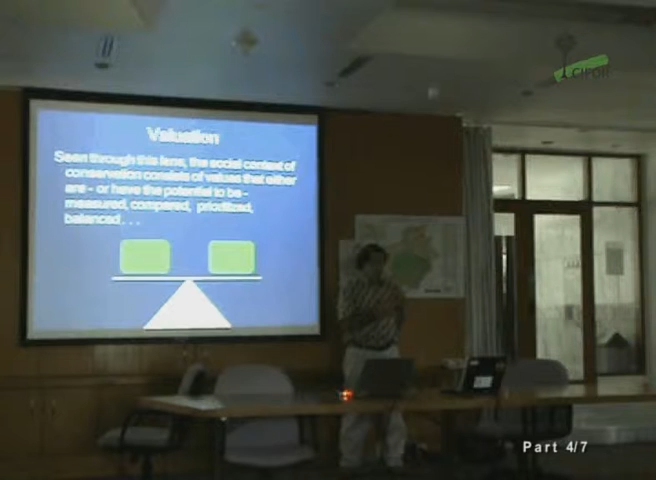 CIFOR
Valuation
Seen through this lens, the social context of
conservation consists of values that either
are - or have the potential to be -
measured, compared, prioritized,
balanced . . .
Part 4/7